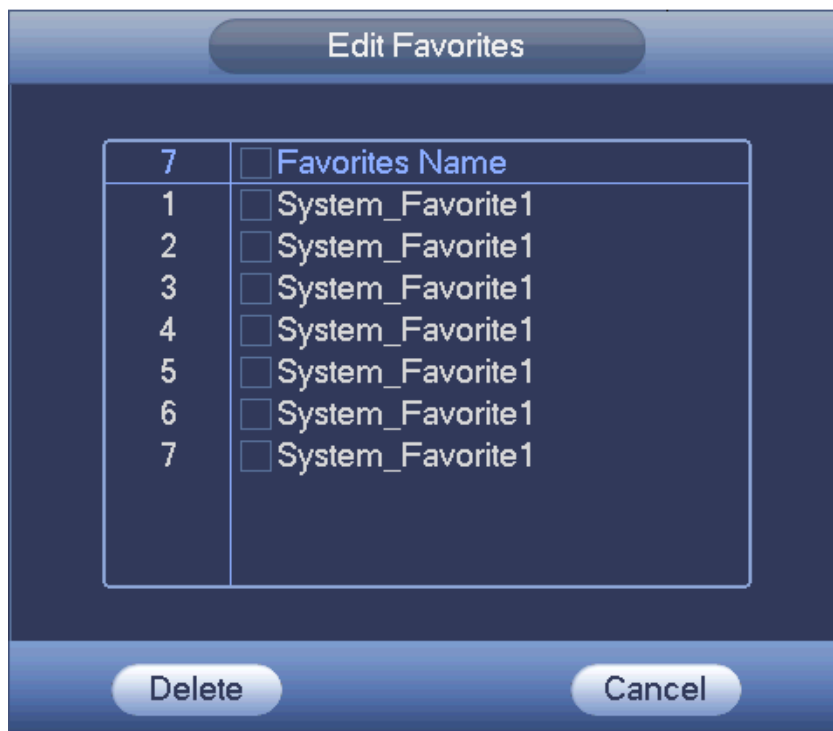 Edit Favorites
7 Favorites Name
1 System_Favorite1
2 System_Favorite1
3 System_Favorite1
4 System_Favorite1
5 System_Favorite1
6 System_Favorite1
7 System_Favorite1
Delete Cancel